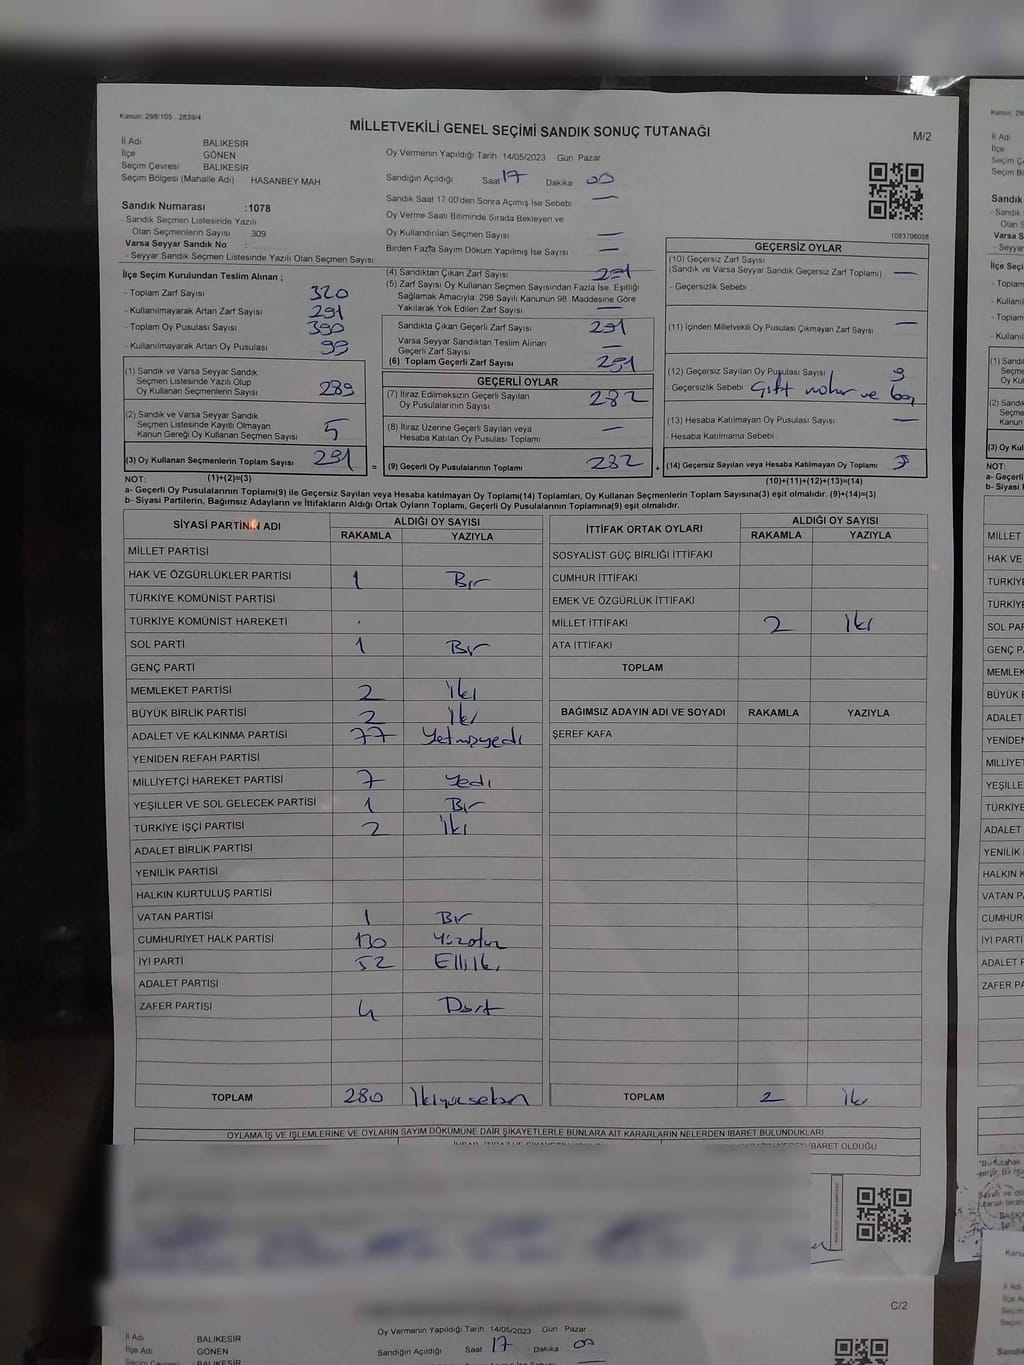 Kanun: 298/105 2839/4
MİLLETVEKİLİ GENEL SEÇİMİ SANDIK SONUÇ TUTANAĞI
M/2
İl Adı BALIKESİR
İlçe GÖNEN
Seçim Çevresi BALIKESİR
Seçim Bölgesi (Mahalle Adı) HASANBEY MAH
Oy Vermenin Yapıldığı Tarih 14/05/2023 Gün Pazar
Sandığın Açıldığı Saat 17 Dakika 00
Sandık Saat 17.00'den Sonra Açımış İse Sebebi —
Oy Verme Saati Bitiminde Sırada Bekleyen ve
Oy Kullandırılan Seçmen Sayısı —
Birden Fazla Sayım Döküm Yapılmış İse Sayısı —
1083706058
Sandık Numarası :1078
- Sandık Seçmen Listesinde Yazılı
Olan Seçmenlerin Sayısı 309
Varsa Seyyar Sandık No :
- Seyyar Sandık Seçmen Listesinde Yazılı Olan Seçmen Sayısı:
İlçe Seçim Kurulundan Teslim Alınan ;
- Toplam Zarf Sayısı 320
- Kullanılmayarak Artan Zarf Sayısı
- Toplam Oy Pusulası Sayısı
- Kullanılmayarak Artan Oy Pusulası 99
(1) Sandık ve Varsa Seyyar Sandık
Seçmen Listesinde Yazılı Olup
Oy Kullanan Seçmenlerin Sayısı
(2) Sandık ve Varsa Seyyar Sandık
Seçmen Listesinde Kayıtlı Olmayan
Kanun Gereği Oy Kullanan Seçmen Sayısı 5
(3) Oy Kullanan Seçmenlerin Toplam Sayısı 291
(4) Sandıktan Çıkan Zarf Sayısı 291
(5) Zarf Sayısı Oy Kullanan Seçmen Sayısından Fazla İse, Eşitliği
Sağlamak Amacıyla, 298 Sayılı Kanunun 98. Maddesine Göre
Yakılarak Yok Edilen Zarf Sayısı —
Sandıkta Çıkan Geçerli Zarf Sayısı 291
Varsa Seyyar Sandıktan Teslim Alınan
Geçerli Zarf Sayısı —
(6) Toplam Geçerli Zarf Sayısı 291
GEÇERLİ OYLAR
(7) İtiraz Edilmeksizin Geçerli Sayılan
Oy Pusulalarının Sayısı 282
(8) İtiraz Üzerine Geçerli Sayılan veya
Hesaba Katılan Oy Pusulası Toplamı —
= (9) Geçerli Oy Pusulalarının Toplamı 282
GEÇERSİZ OYLAR
(10) Geçersiz Zarf Sayısı
(Sandık ve Varsa Seyyar Sandık Geçersiz Zarf Toplamı) —
- Geçersizlik Sebebi
(11) İçinden Milletvekili Oy Pusulası Çıkmayan Zarf Sayısı —
(12) Geçersiz Sayılan Oy Pusulası Sayısı 9
- Geçersizlik Sebebi Çift mühür ve boş
(13) Hesaba Katılmayan Oy Pusulası Sayısı —
- Hesaba Katılmama Sebebi
+ (14) Geçersiz Sayılan veya Hesaba Katılmayan Oy Toplamı 9
(1)+(2)=(3)
(10)+(11)+(12)+(13)=(14)
NOT:
a- Geçerli Oy Pusulalarının Toplamı(9) ile Geçersiz Sayılan veya Hesaba katılmayan Oy Toplamı(14) Toplamları, Oy Kullanan Seçmenlerin Toplam Sayısına(3) eşit olmalıdır. (9)+(14)=(3)
b- Siyasi Partilerin, Bağımsız Adayların ve İttifakların Aldığı Ortak Oyların Toplamı, Geçerli Oy Pusulalarının Toplamına(9) eşit olmalıdır.
SİYASİ PARTİNİN ADI ALDIĞI OY SAYISI
RAKAMLA YAZIYLA
MİLLET PARTİSİ
HAK VE ÖZGÜRLÜKLER PARTİSİ 1 Bir
TÜRKİYE KOMÜNİST PARTİSİ
TÜRKİYE KOMÜNİST HAREKETİ
SOL PARTİ 1 Bir
GENÇ PARTİ
MEMLEKET PARTİSİ 2 İki
BÜYÜK BİRLİK PARTİSİ 2 İki
ADALET VE KALKINMA PARTİSİ 77 Yetmişyedi
YENİDEN REFAH PARTİSİ
MİLLİYETÇİ HAREKET PARTİSİ 7 Yedi
YEŞİLLER VE SOL GELECEK PARTİSİ 1 Bir
TÜRKİYE İŞÇİ PARTİSİ 2 İki
ADALET BİRLİK PARTİSİ
YENİLİK PARTİSİ
HALKIN KURTULUŞ PARTİSİ
VATAN PARTİSİ 1 Bir
CUMHURİYET HALK PARTİSİ 130 Yüzotuz
İYİ PARTİ 52 Elliiki
ADALET PARTİSİ
ZAFER PARTİSİ 4 Dört
TOPLAM 280 İkiyüzseksen
İTTİFAK ORTAK OYLARI ALDIĞI OY SAYISI
RAKAMLA YAZIYLA
SOSYALİST GÜÇ BİRLİĞİ İTTİFAKI
CUMHUR İTTİFAKI
EMEK VE ÖZGÜRLÜK İTTİFAKI
MİLLET İTTİFAKI 2 İki
ATA İTTİFAKI
TOPLAM
BAĞIMSIZ ADAYIN ADI VE SOYADI RAKAMLA YAZIYLA
ŞEREF KAFA
TOPLAM 2 İki
OYLAMA İŞ VE İŞLEMLERİNE VE OYLARIN SAYIM DÖKÜMÜNE DAİR ŞİKAYETLERLE BUNLARA AİT KARARLARIN NELERDEN İBARET BULUNDUKLARI
İBARET OLDUĞU
C/2
İl Adı BALIKESİR
İlçe Adı GÖNEN
Seçim Çevresi BALIKESİR
Oy Vermenin Yapıldığı Tarih 14/05/2023 Gün Pazar
Sandığın Açıldığı Saat 17 Dakika 00